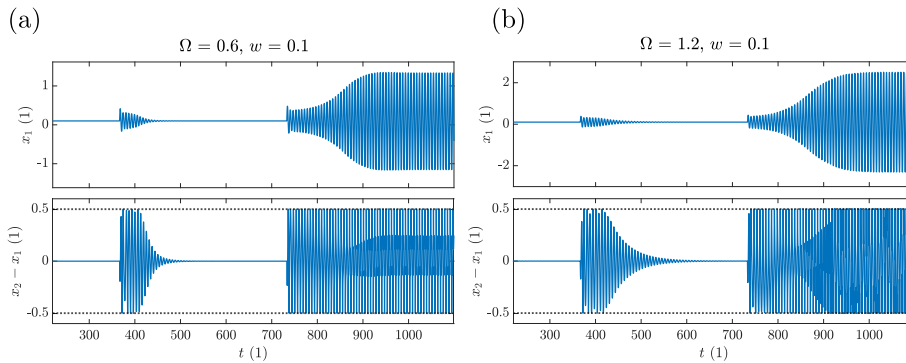 (a)
Ω = 0.6, w = 0.1
x₁ (1)
1
0
-1
x₂ − x₁ (1)
0.5
0
-0.5
300 400 500 600 700 800 900 1000
t (1)
(b)
Ω = 1.2, w = 0.1
x₁ (1)
2
0
-2
x₂ − x₁ (1)
0.5
0
-0.5
300 400 500 600 700 800 900 1000
t (1)